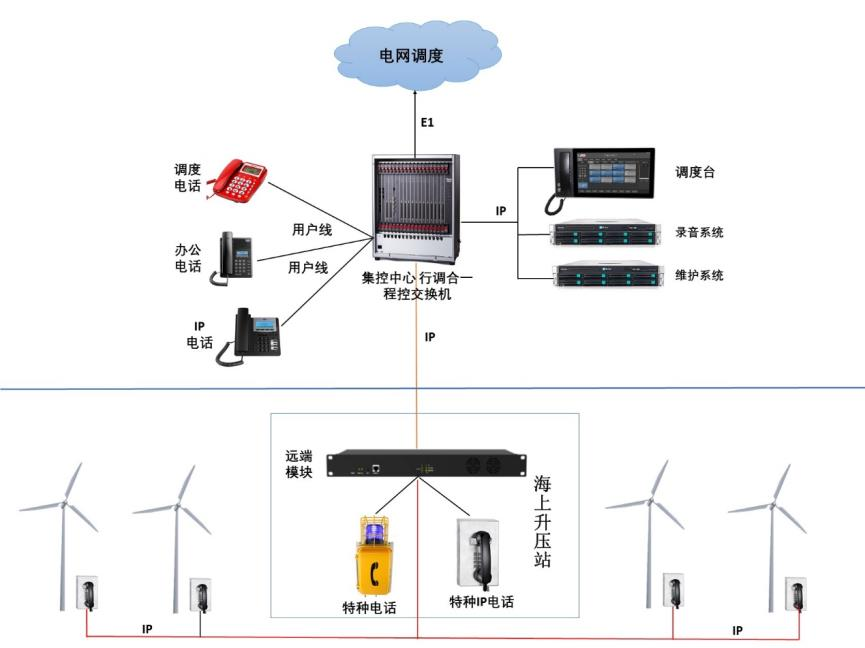 电网调度
E1
调度
电话
用户线
办公
电话
用户线
IP
电话
集控中心 行调合一
程控交换机
IP
调度台
录音系统
维护系统
IP
远端
模块
海上升压站
特种电话
特种IP电话
IP
IP